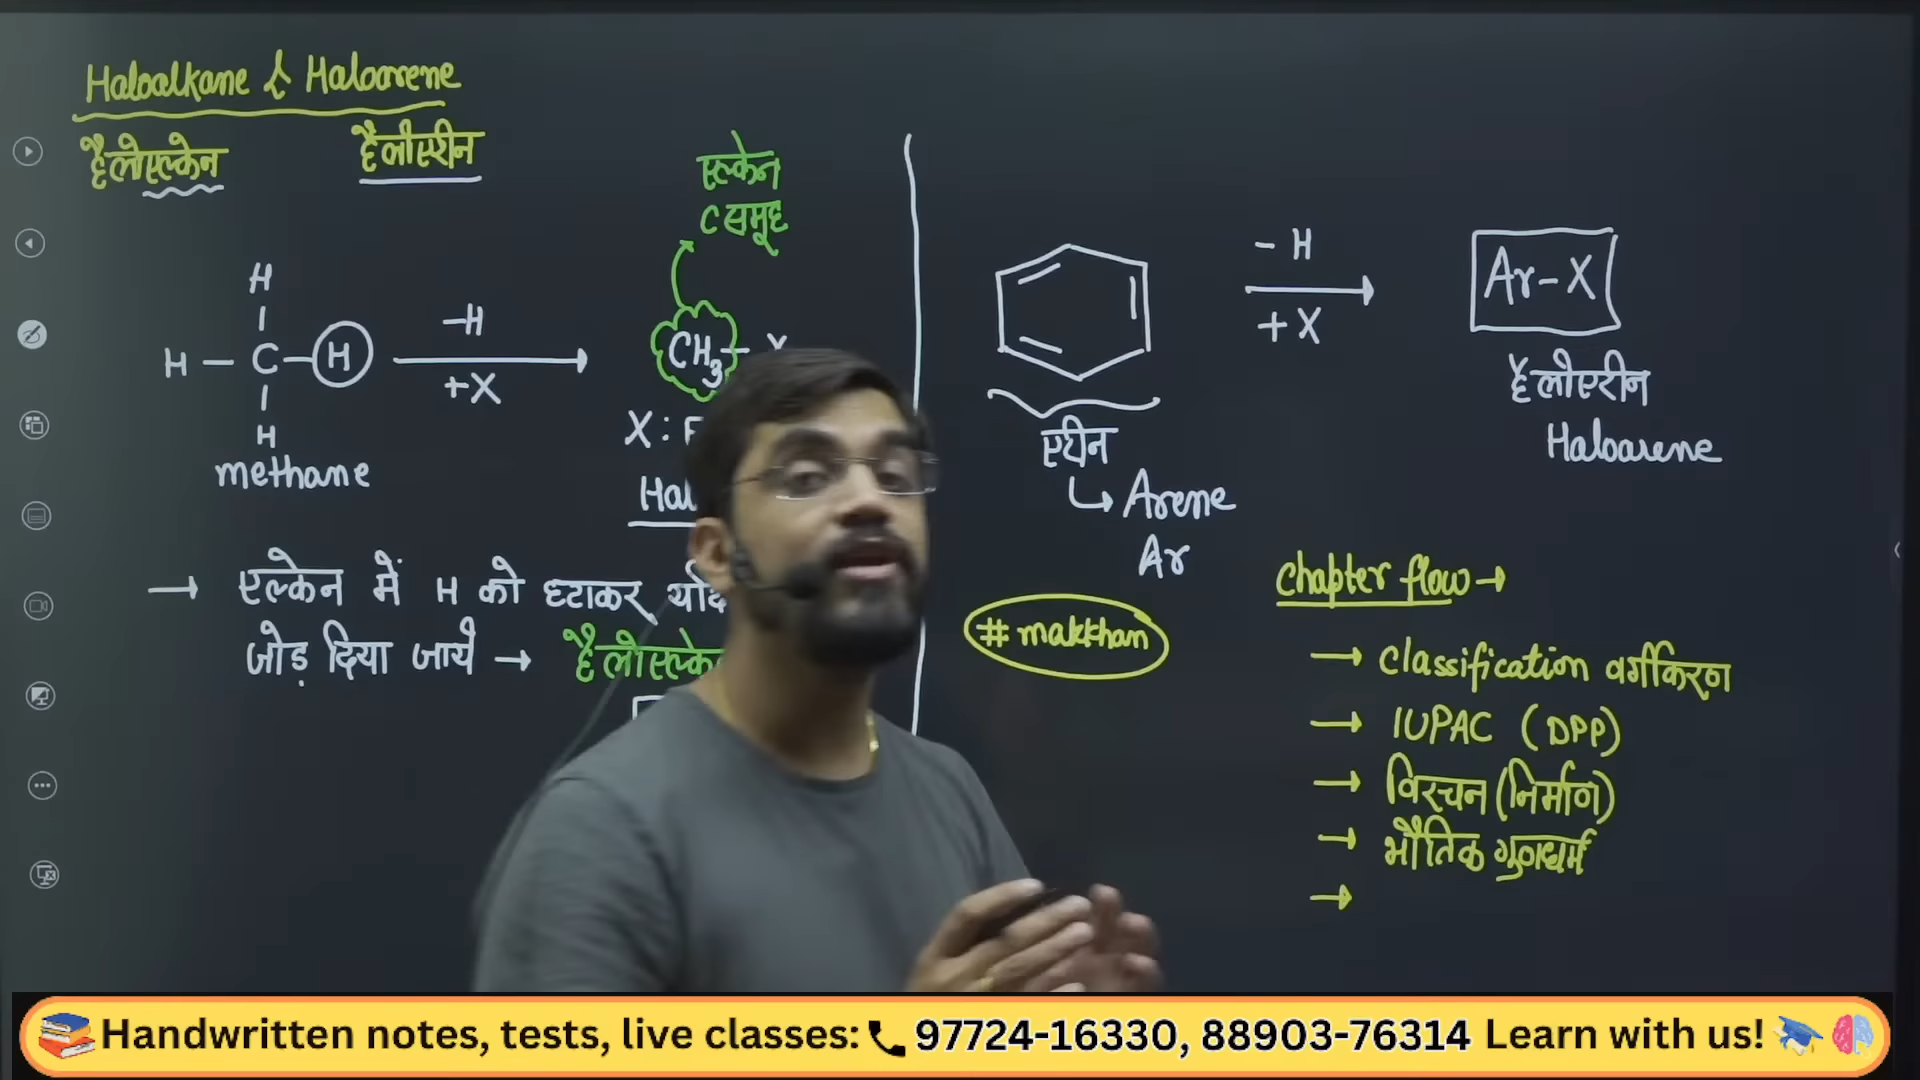 Haloalkane & Haloarene
हैलोएल्केन हैलोएरीन
H
H – C – H
H
methane
–H
+X
एल्केन
C समूह
CH3 – X
X : F
Hal
→ एल्केन में H को हटाकर यदि
जोड़ दिया जाये → हैलोएल्के
– H
+ X
Ar–X
हैलोएरीन
Haloarene
एरीन
↳ Arene
Ar
# makkhan
Chapter flow →
→ Classification वर्गीकरण
→ IUPAC (DPP)
→ विरचन (निर्माण)
→ भौतिक गुणधर्म
→
Handwritten notes, tests, live classes: 97724-16330, 88903-76314 Learn with us!